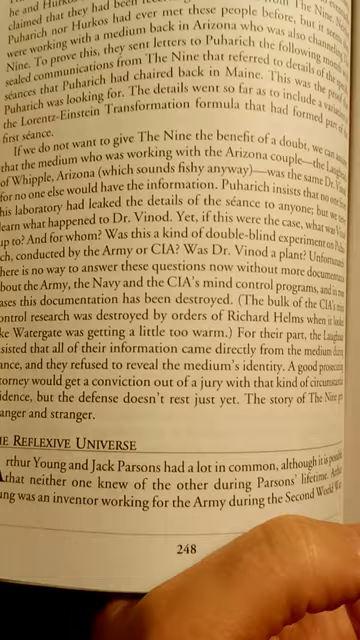 he and Hurkos
claimed that they had been
Puharich nor Hurkos had ever met these people before, but it
were working with a medium back in Arizona who was also channeling
Nine. To prove this, they sent letters to Puharich the following month
sealed communications from The Nine that referred to details of the
séances that Puharich had chaired back in Maine. This was the proof
Puharich was looking for. The details went so far as to include a
the Lorentz-Einstein Transformation formula that had formed part of
first séance.
If we do not want to give The Nine the benefit of a doubt, we can
that the medium who was working with the Arizona couple—the
of Whipple, Arizona (which sounds fishy anyway)—was the same Dr.
for no one else would have the information. Puharich insists that no one
his laboratory had leaked the details of the séance to anyone; but we
learn what happened to Dr. Vinod. Yet, if this were the case, what was
up to? And for whom? Was this a kind of double-blind experiment on
ch, conducted by the Army or CIA? Was Dr. Vinod a plant?
here is no way to answer these questions now without more
bout the Army, the Navy and the CIA's mind control programs, and in
ases this documentation has been destroyed. (The bulk of the CIA's
ontrol research was destroyed by orders of Richard Helms when it
ke Watergate was getting a little too warm.) For their part, the
sisted that all of their information came directly from the medium
ance, and they refused to reveal the medium's identity. A good
torney would get a conviction out of a jury with that kind of
idence, but the defense doesn't rest just yet. The story of The Nine
anger and stranger.
HE REFLEXIVE UNIVERSE
rthur Young and Jack Parsons had a lot in common, although it is
that neither one knew of the other during Parsons' lifetime.
ung was an inventor working for the Army during the Second World
248